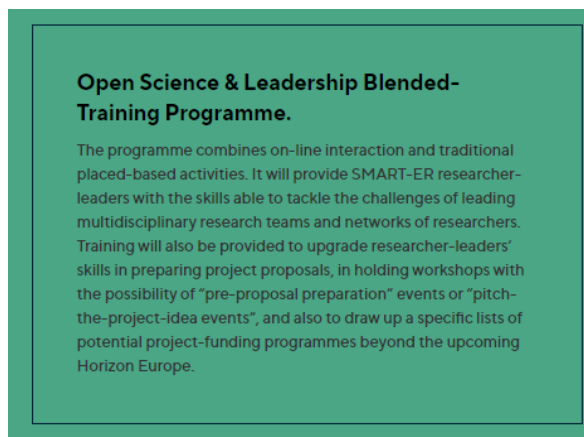 Open Science & Leadership Blended-
Training Programme.
The programme combines on-line interaction and traditional
placed-based activities. It will provide SMART-ER researcher-
leaders with the skills able to tackle the challenges of leading
multidisciplinary research teams and networks of researchers.
Training will also be provided to upgrade researcher-leaders'
skills in preparing project proposals, in holding workshops with
the possibility of “pre-proposal preparation” events or “pitch-
the-project-idea events”, and also to draw up a specific lists of
potential project-funding programmes beyond the upcoming
Horizon Europe.